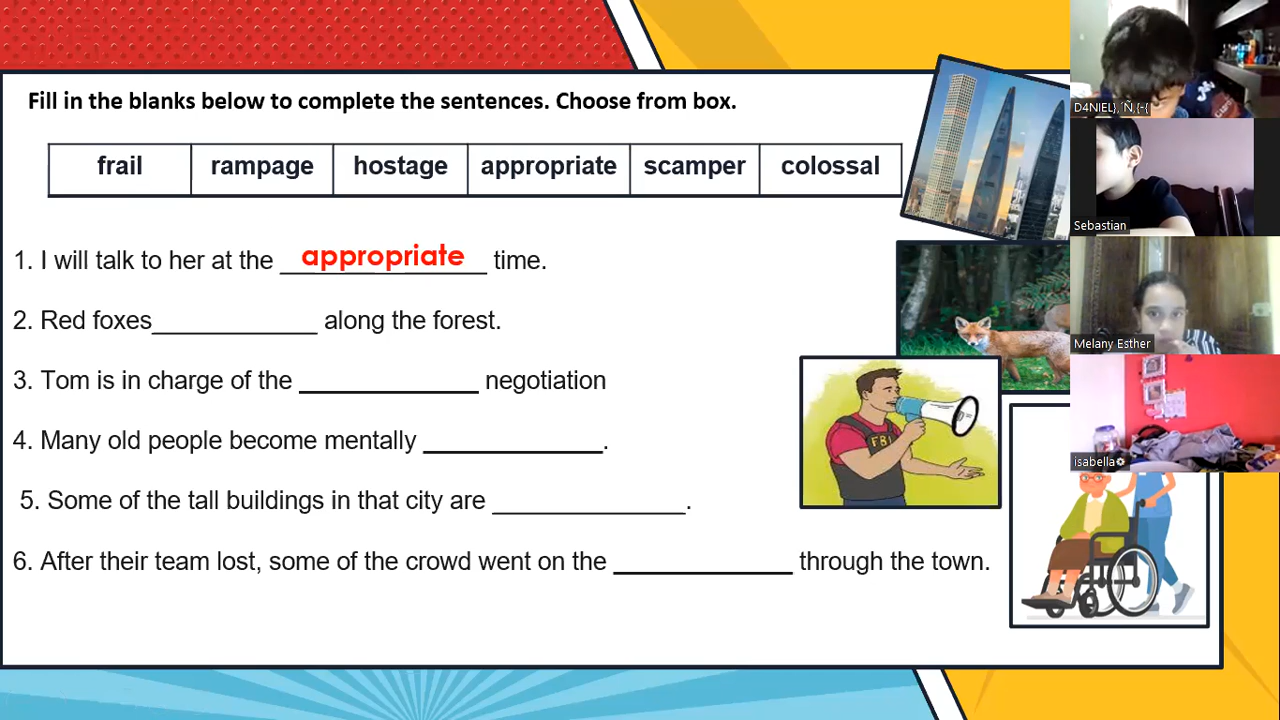 Fill in the blanks below to complete the sentences. Choose from box.
frail rampage hostage appropriate scamper colossal
1. I will talk to her at the appropriate time.
2. Red foxes____________ along the forest.
3. Tom is in charge of the _____________ negotiation
4. Many old people become mentally _____________.
5. Some of the tall buildings in that city are ______________.
6. After their team lost, some of the crowd went on the _____________ through the town.
FBI
D4NIEL},´Ñ,{-{
Sebastian
Melany Esther
isabella✿